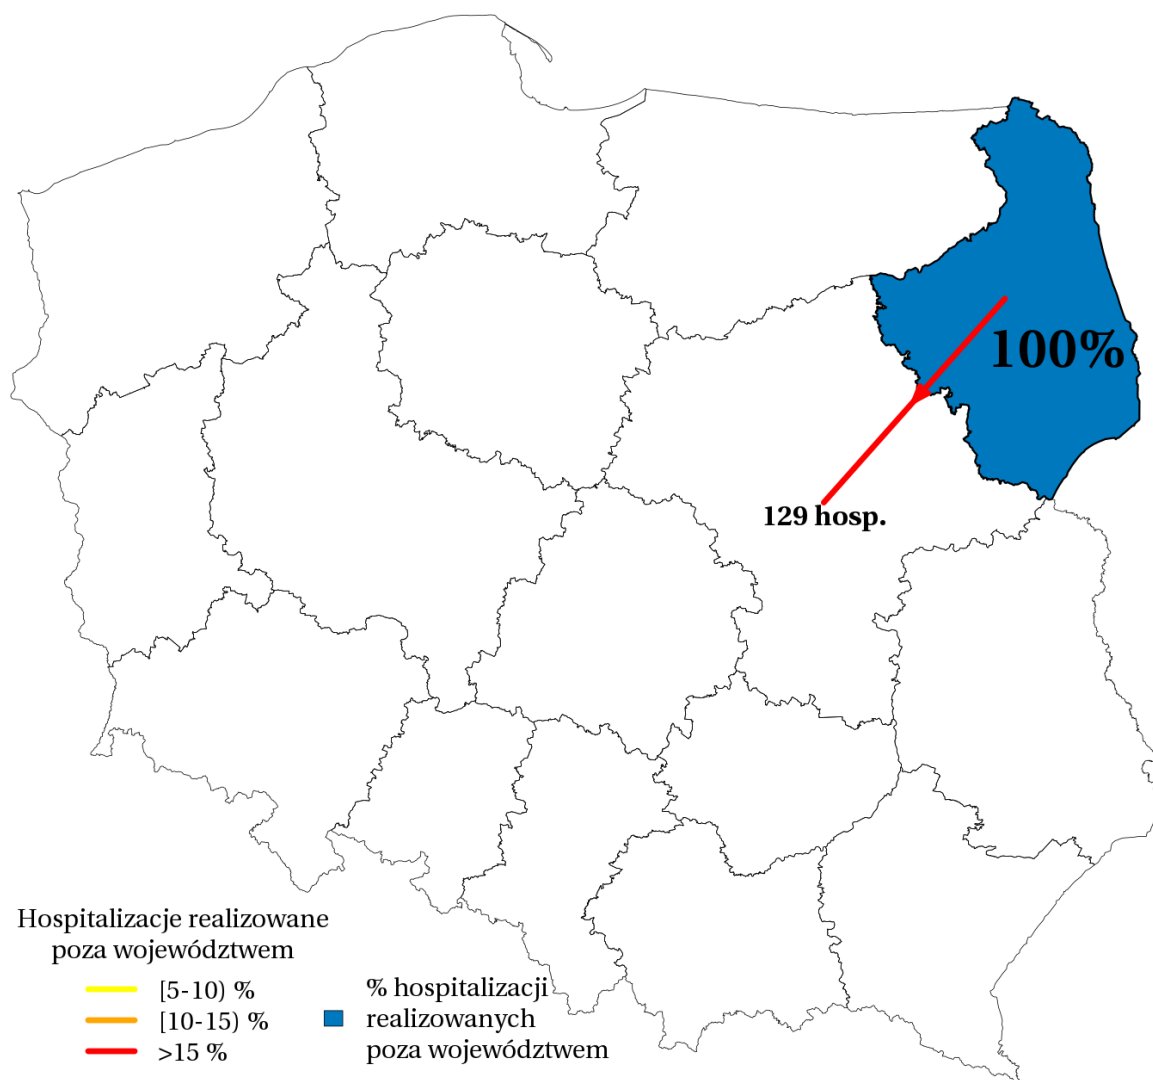 100%
129 hosp.
Hospitalizacje realizowane
poza województwem
[5-10) %
[10-15) %
>15 %
% hospitalizacji
realizowanych
poza województwem